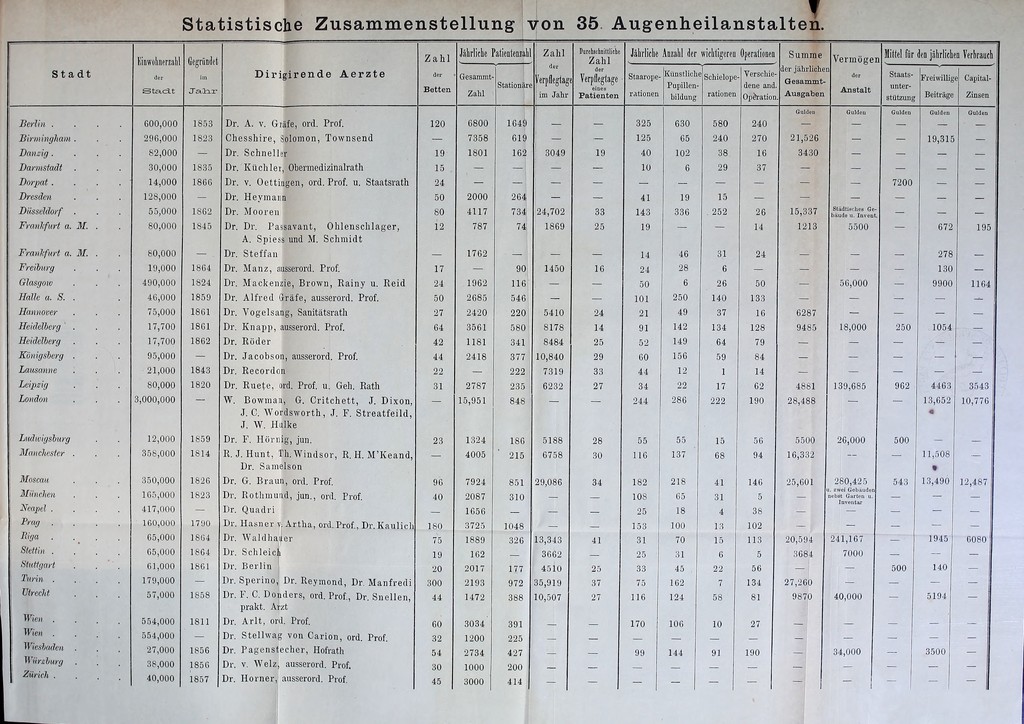 Statistische Zusammenstellung von 35. Augenheilanstalten.
Stadt | Einwohnerzahl der Stadt | Gegründet im Jahr | Dirigirende Aerzte | Zahl der Betten | Jährliche Patientenzahl: Gesammt-Zahl | Stationäre | Zahl der Verpflegtage im Jahr | Durchschnittliche Zahl der Verpflegtage eines Patienten | Jährliche Anzahl der wichtigeren Operationen: Staarope-rationen | Künstliche Pupillen-bildung | Schielope-rationen | Verschie-dene and. Operation. | Summe der jährlichen Gesammt-Ausgaben | Vermögen der Anstalt | Mittel für den jährlichen Verbrauch: Staats-unter-stützung | Freiwillige Beiträge | Capital-Zinsen
Gulden | Gulden | Gulden | Gulden | Gulden
Berlin . . . . | 600,000 | 1853 | Dr. A. v. Gräfe, ord. Prof. | 120 | 6800 | 1649 | — | — | 325 | 630 | 580 | 240 | — | — | — | — | —
Birmingham . . . | 296,000 | 1823 | Chesshire, Solomon, Townsend | — | 7358 | 619 | — | — | 125 | 65 | 240 | 270 | 21,526 | — | — | 19,315 | —
Danzig . . . . | 82,000 | — | Dr. Schneller | 19 | 1801 | 162 | 3049 | 19 | 40 | 102 | 38 | 16 | 3430 | — | — | — | —
Darmstadt . . . | 30,000 | 1835 | Dr. Küchler, Obermedizinalrath | 15 | — | — | — | — | 10 | 6 | 29 | 37 | — | — | — | — | —
Dorpat . . . . | 14,000 | 1866 | Dr. v. Oettingen, ord. Prof. u. Staatsrath | 24 | — | — | — | — | — | — | — | — | — | — | 7200 | — | —
Dresden . . . | 128,000 | — | Dr. Heymann | 50 | 2000 | 264 | — | — | 41 | 19 | 15 | — | — | — | — | — | —
Düsseldorf . . . | 55,000 | 1862 | Dr. Mooren | 80 | 4117 | 734 | 24,702 | 33 | 143 | 336 | 252 | 26 | 15,337 | Städtisches Ge-bäude u. Invent. | — | — | —
Frankfurt a. M. . | 80,000 | 1845 | Dr. Dr. Passavant, Ohlenschlager, | 12 | 787 | 74 | 1869 | 25 | 19 | — | — | 14 | 1213 | 5500 | — | 672 | 195
A. Spiess und M. Schmidt
Frankfurt a. M. . | 80,000 | — | Dr. Steffan | — | 1762 | — | — | — | 14 | 46 | 31 | 24 | — | — | — | 278 | —
Freiburg . . . | 19,000 | 1864 | Dr. Manz, ausserord. Prof. | 17 | — | 90 | 1450 | 16 | 24 | 28 | 6 | — | — | — | — | 130 | —
Glasgow . . . | 490,000 | 1824 | Dr. Mackenzie, Brown, Rainy u. Reid | 24 | 1962 | 116 | — | — | 50 | 6 | 26 | 50 | — | 56,000 | — | 9900 | 1164
Halle a. S. . . . | 46,000 | 1859 | Dr. Alfred Gräfe, ausserord. Prof. | 50 | 2685 | 546 | — | — | 101 | 250 | 140 | 133 | — | — | — | — | —
Hannover . . . | 75,000 | 1861 | Dr. Vogelsang, Sanitätsrath | 27 | 2420 | 220 | 5410 | 24 | 21 | 49 | 37 | 16 | 6287 | — | — | — | —
Heidelberg . . . | 17,700 | 1861 | Dr. Knapp, ausserord. Prof. | 64 | 3561 | 580 | 8178 | 14 | 91 | 142 | 134 | 128 | 9485 | 18,000 | 250 | 1054 | —
Heidelberg . . . | 17,700 | 1862 | Dr. Röder | 42 | 1181 | 341 | 8484 | 25 | 52 | 149 | 64 | 79 | — | — | — | — | —
Königsberg . . . | 95,000 | — | Dr. Jacobson, ausserord. Prof. | 44 | 2418 | 377 | 10,840 | 29 | 60 | 156 | 59 | 84 | — | — | — | — | —
Lausanne . . . | 21,000 | 1843 | Dr. Recordon | 22 | — | 222 | 7319 | 33 | 44 | 12 | 1 | 14 | — | — | — | — | —
Leipzig . . . | 80,000 | 1820 | Dr. Ruete, ord. Prof. u. Geh. Rath | 31 | 2787 | 235 | 6232 | 27 | 34 | 22 | 17 | 62 | 4881 | 139,685 | 962 | 4463 | 3543
London . . . | 3,000,000 | — | W. Bowman, G. Critchett, J. Dixon, | — | 15,951 | 848 | — | — | 244 | 286 | 222 | 190 | 28,488 | — | — | 13,652 | 10,776
J. C. Wordsworth, J. F. Streatfeild,
J. W. Hulke
Ludwigsburg . . | 12,000 | 1859 | Dr. F. Hörnig, jun. | 23 | 1324 | 186 | 5188 | 28 | 55 | 55 | 15 | 56 | 5500 | 26,000 | 500 | — | —
Manchester . . . | 358,000 | 1814 | R. J. Hunt, Th. Windsor, R. H. M'Keand, | — | 4005 | 215 | 6758 | 30 | 116 | 137 | 68 | 94 | 16,332 | — | — | 11,508 | —
Dr. Samelson
Moscau . . . | 350,000 | 1826 | Dr. G. Braun, ord. Prof. | 96 | 7924 | 851 | 29,086 | 34 | 182 | 218 | 41 | 146 | 25,601 | 280,425 u. zwei Gebäuden nebst Garten u. Inventar | 543 | 13,490 | 12,487
München . . . | 165,000 | 1823 | Dr. Rothmund, jun., ord. Prof. | 40 | 2087 | 310 | — | — | 108 | 65 | 31 | 5 | — | — | — | —
Neapel . . . . | 417,000 | — | Dr. Quadri | — | 1656 | — | — | — | 25 | 18 | 4 | 38 | — | — | — | — | —
Prag . . . . | 160,000 | 1790 | Dr. Hasner v. Artha, ord. Prof., Dr. Kaulich | 180 | 3725 | 1048 | — | — | 153 | 100 | 13 | 102 | — | — | — | — | —
Riga . . . . | 65,000 | 1864 | Dr. Waldhauer | 75 | 1889 | 326 | 13,343 | 41 | 31 | 70 | 15 | 113 | 20,594 | 241,167 | — | 1945 | 6080
Stettin . . . | 65,000 | 1864 | Dr. Schleich | 19 | 162 | — | 3662 | — | 25 | 31 | 6 | 5 | 3684 | 7000 | — | — | —
Stuttgart . . . | 61,000 | 1861 | Dr. Berlin | 20 | 2017 | 177 | 4510 | 25 | 33 | 45 | 22 | 56 | — | — | 500 | 140 | —
Turin . . . . | 179,000 | — | Dr. Sperino, Dr. Reymond, Dr. Manfredi | 300 | 2193 | 972 | 35,919 | 37 | 75 | 162 | 7 | 134 | 27,260 | — | — | — | —
Utrecht . . . | 57,000 | 1858 | Dr. F. C. Donders, ord. Prof., Dr. Snellen, | 44 | 1472 | 388 | 10,507 | 27 | 116 | 124 | 58 | 81 | 9870 | 40,000 | — | 5194 | —
prakt. Arzt
Wien . . . . | 554,000 | 1811 | Dr. Arlt, ord. Prof. | 60 | 3034 | 391 | — | — | 170 | 106 | 10 | 27 | — | — | — | — | —
Wien . . . . | 554,000 | — | Dr. Stellwag von Carion, ord. Prof. | 32 | 1200 | 225 | — | — | — | — | — | — | — | — | — | — | —
Wiesbaden . . . | 27,000 | 1856 | Dr. Pagenstecher, Hofrath | 54 | 2734 | 427 | — | — | 99 | 144 | 91 | 190 | — | 34,000 | — | 3500 | —
Würzburg . . . | 38,000 | 1856 | Dr. v. Welz, ausserord. Prof. | 30 | 1000 | 200 | — | — | — | — | — | — | — | — | — | — | —
Zürich . . . . | 40,000 | 1857 | Dr. Horner, ausserord. Prof. | 45 | 3000 | 414 | — | — | — | — | — | — | — | — | — | — | —